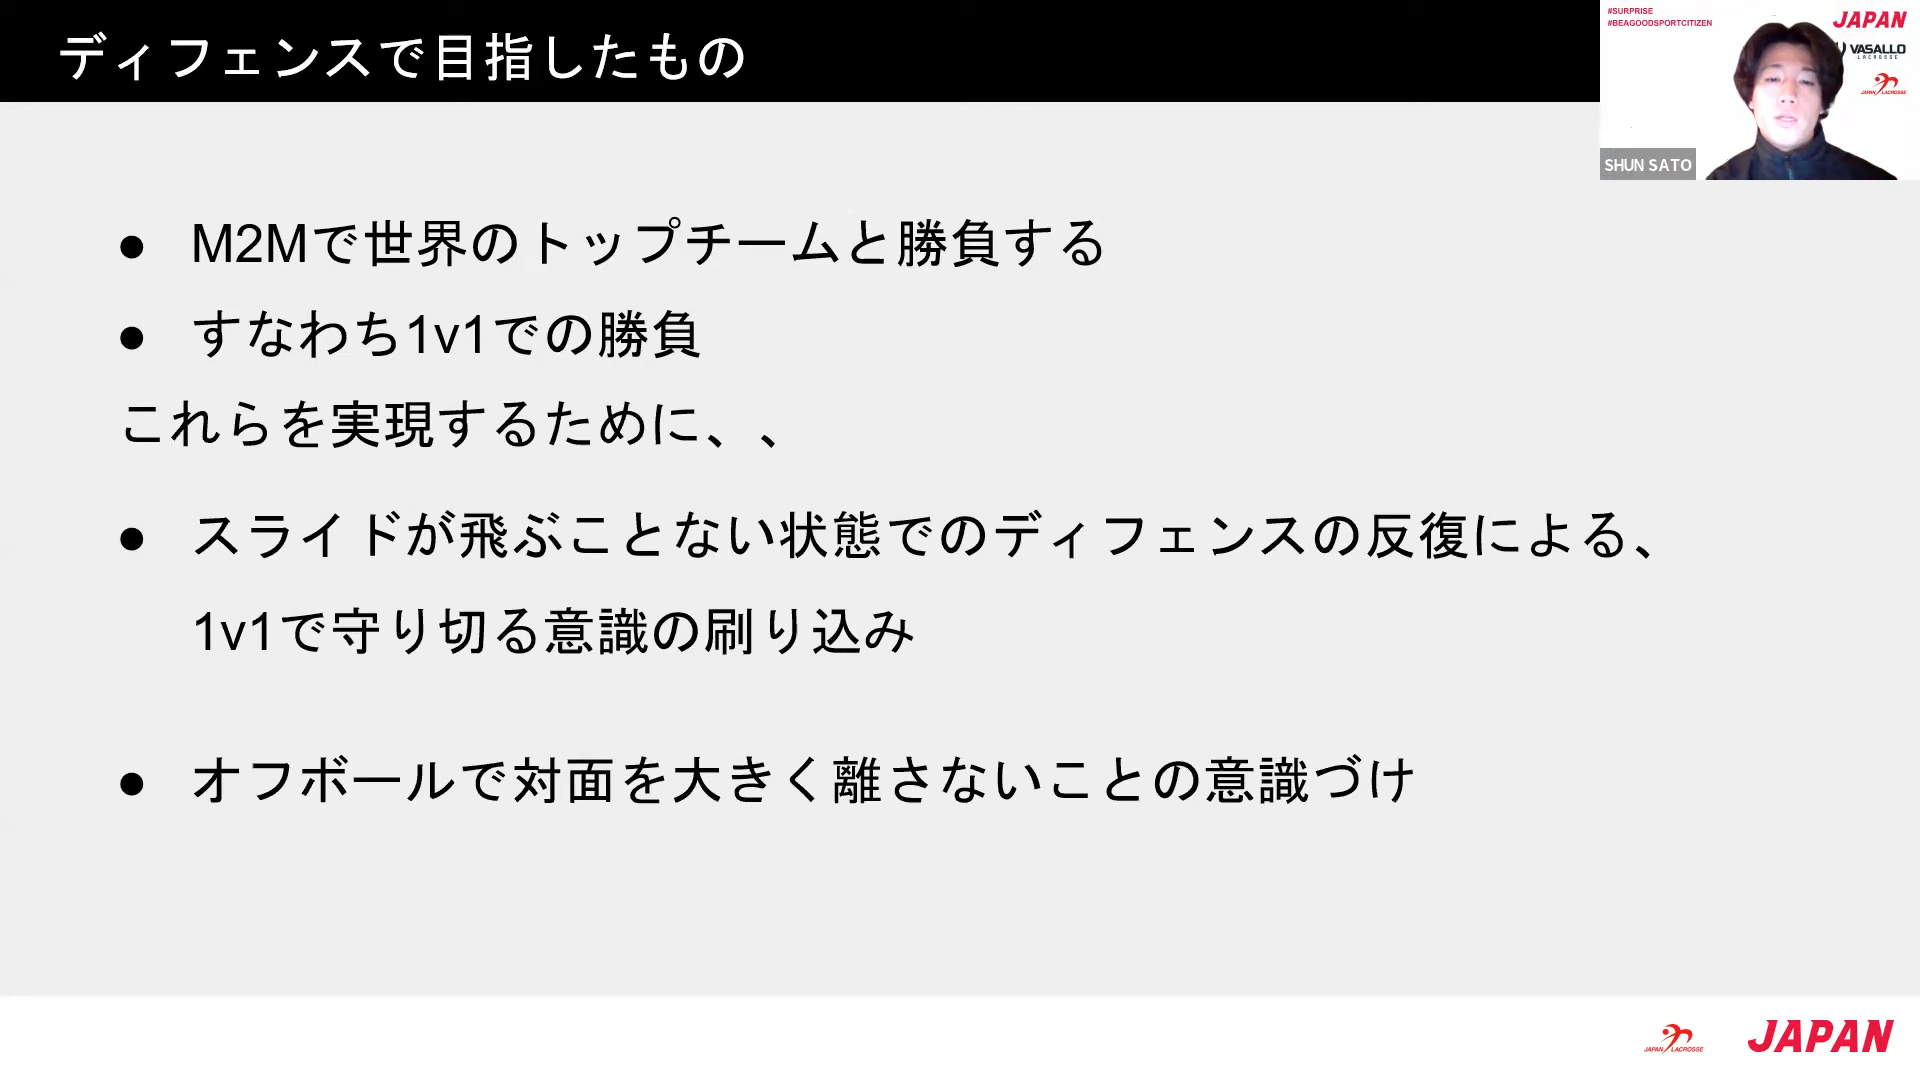 ディフェンスで目指したもの
#SURPRISE
#BEAGOODSPORTCITIZEN
JAPAN
VASALLO
LACROSSE
JAPAN LACROSSE
SHUN SATO
● M2Mで世界のトップチームと勝負する
● すなわち1v1での勝負
これらを実現するために、、
● スライドが飛ぶことない状態でのディフェンスの反復による、
1v1で守り切る意識の刷り込み
● オフボールで対面を大きく離さないことの意識づけ
JAPAN LACROSSE
JAPAN